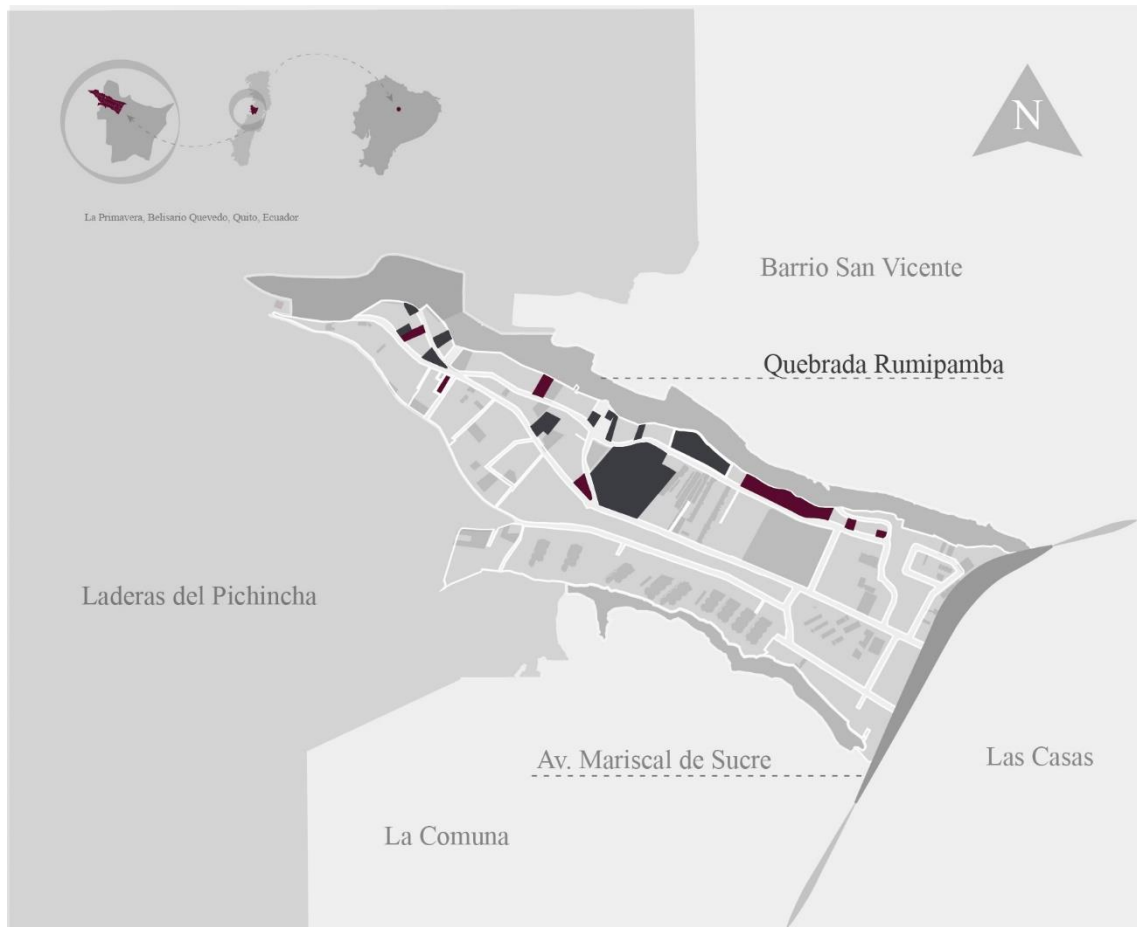 N
La Primavera, Belisario Quevedo, Quito, Ecuador
Barrio San Vicente
Quebrada Rumipamba
Laderas del Pichincha
Av. Mariscal de Sucre
Las Casas
La Comuna